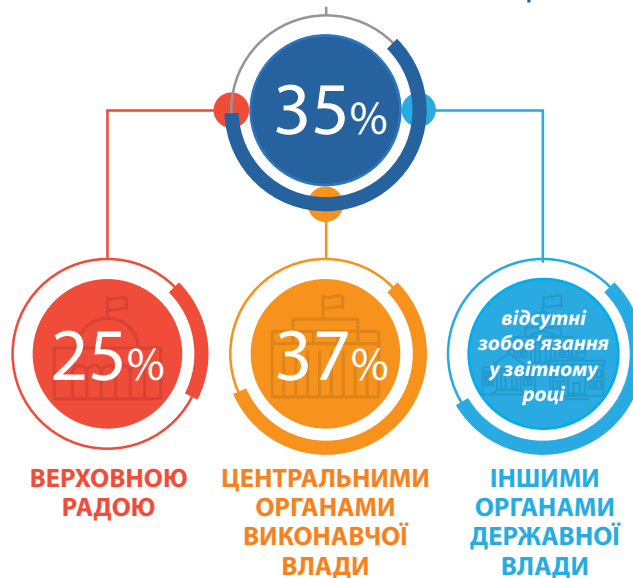 35%
25%
37%
відсутні
зобов’язання
у звітному
році
ВЕРХОВНОЮ
РАДОЮ
ЦЕНТРАЛЬНИМИ
ОРГАНАМИ
ВИКОНАВЧОЇ
ВЛАДИ
ІНШИМИ
ОРГАНАМИ
ДЕРЖАВНОЇ
ВЛАДИ